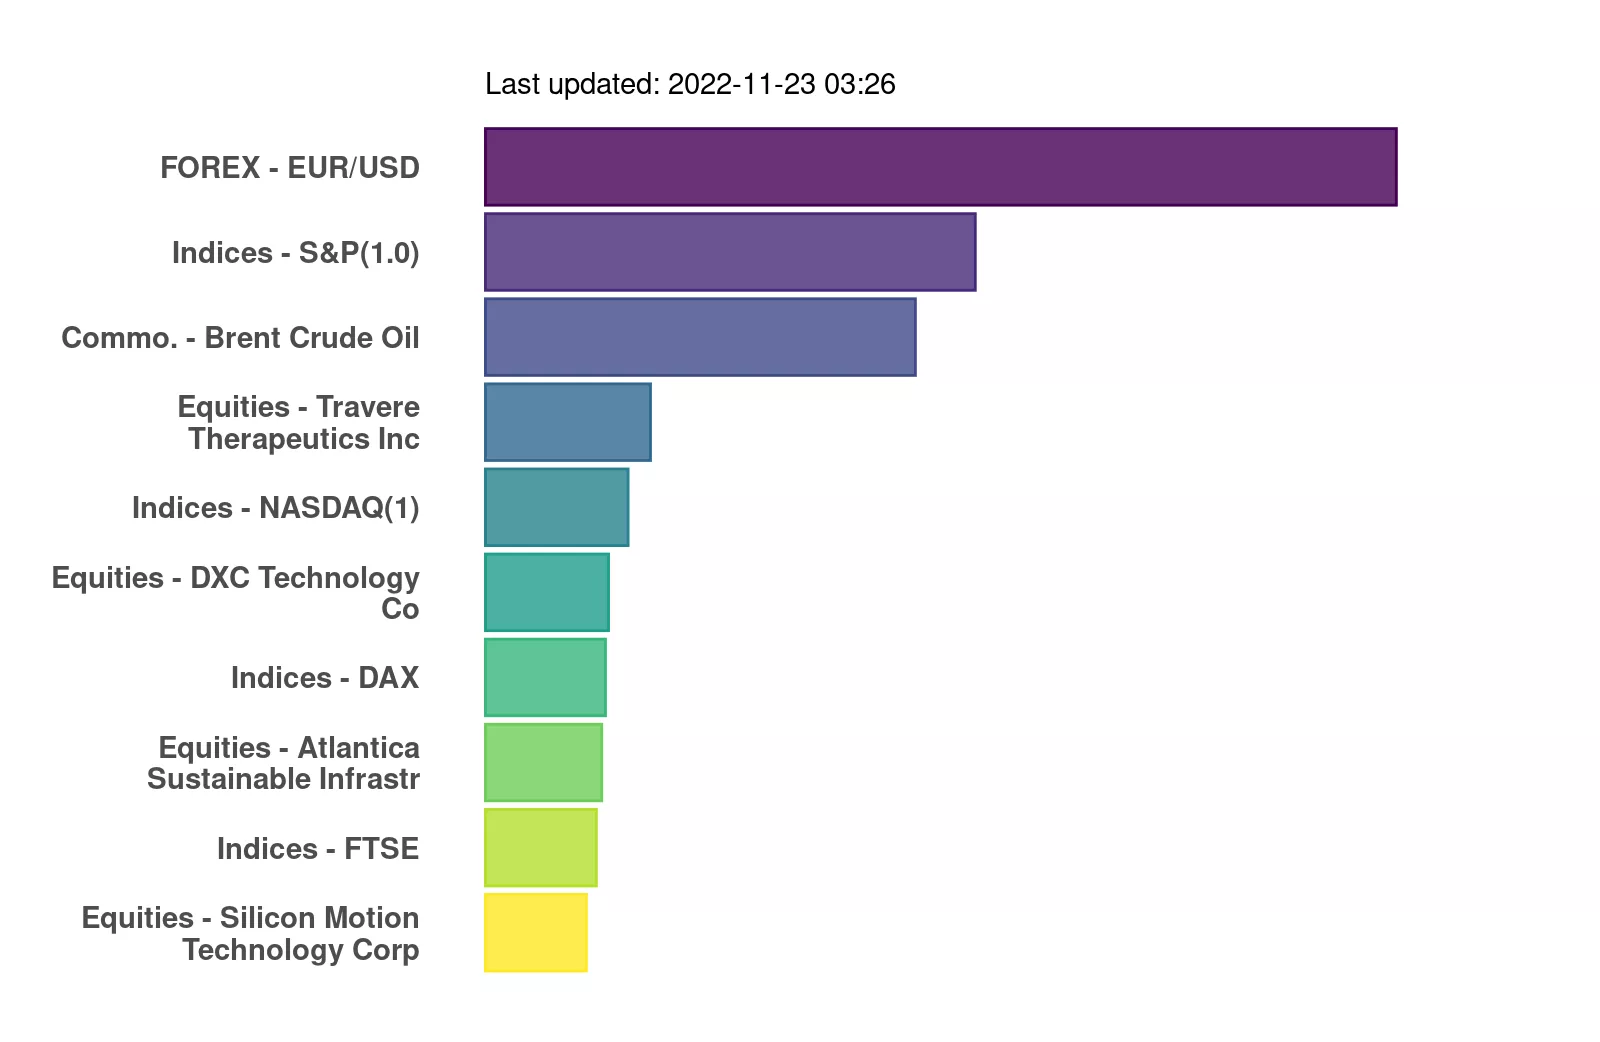 Last updated: 2022-11-23 03:26
FOREX - EUR/USD
Indices - S&P(1.0)
Commo. - Brent Crude Oil
Equities - Travere
Therapeutics Inc
Indices - NASDAQ(1)
Equities - DXC Technology
Co
Indices - DAX
Equities - Atlantica
Sustainable Infrastr
Indices - FTSE
Equities - Silicon Motion
Technology Corp